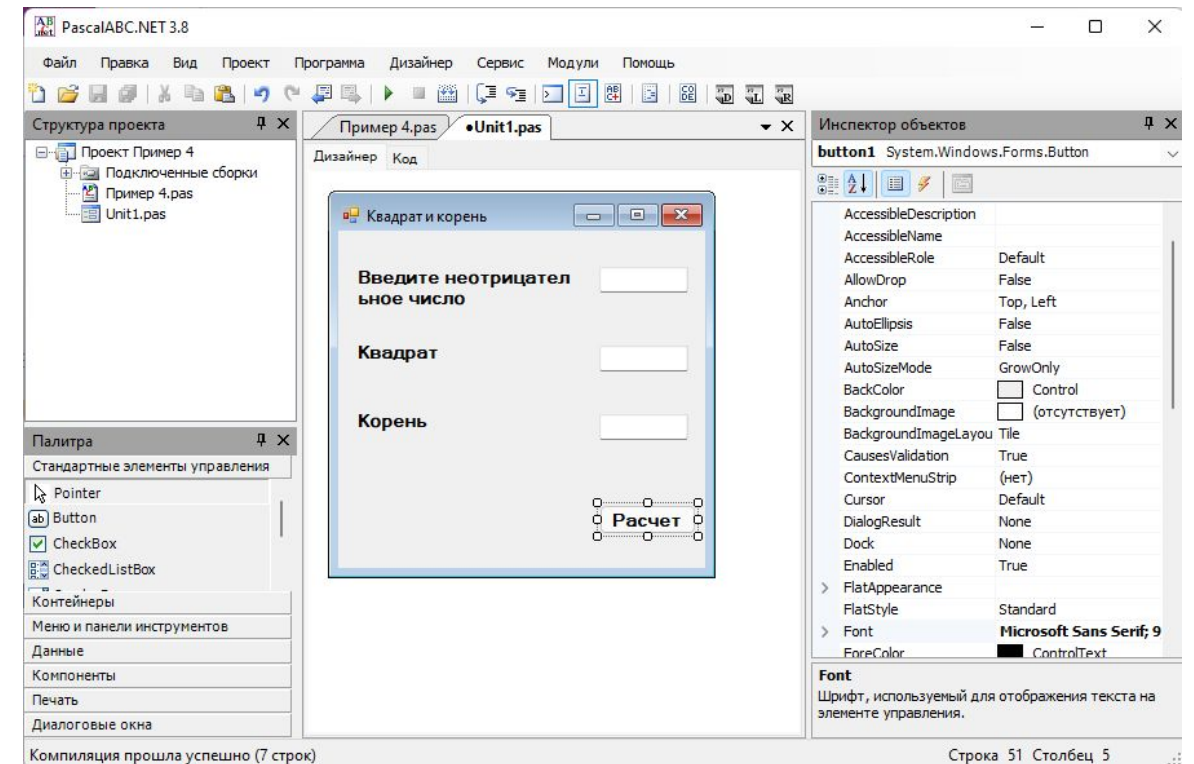 PascalABC.NET 3.8
Файл Правка Вид Проект Программа Дизайнер Сервис Модули Помощь
Структура проекта
Проект Пример 4
Подключенные сборки
Пример 4.pas
Unit1.pas
Палитра
Стандартные элементы управления
Pointer
Button
CheckBox
CheckedListBox
Контейнеры
Меню и панели инструментов
Данные
Компоненты
Печать
Диалоговые окна
Пример 4.pas •Unit1.pas
Дизайнер Код
Квадрат и корень
Введите неотрицател
ьное число
Квадрат
Корень
Расчет
Инспектор объектов
button1 System.Windows.Forms.Button
AccessibleDescription
AccessibleName
AccessibleRole Default
AllowDrop False
Anchor Top, Left
AutoEllipsis False
AutoSize False
AutoSizeMode GrowOnly
BackColor Control
BackgroundImage (отсутствует)
BackgroundImageLayou Tile
CausesValidation True
ContextMenuStrip (нет)
Cursor Default
DialogResult None
Dock None
Enabled True
FlatAppearance
FlatStyle Standard
Font Microsoft Sans Serif; 9
ForeColor ControlText
Font
Шрифт, используемый для отображения текста на
элементе управления.
Компиляция прошла успешно (7 строк)
Строка 51 Столбец 5